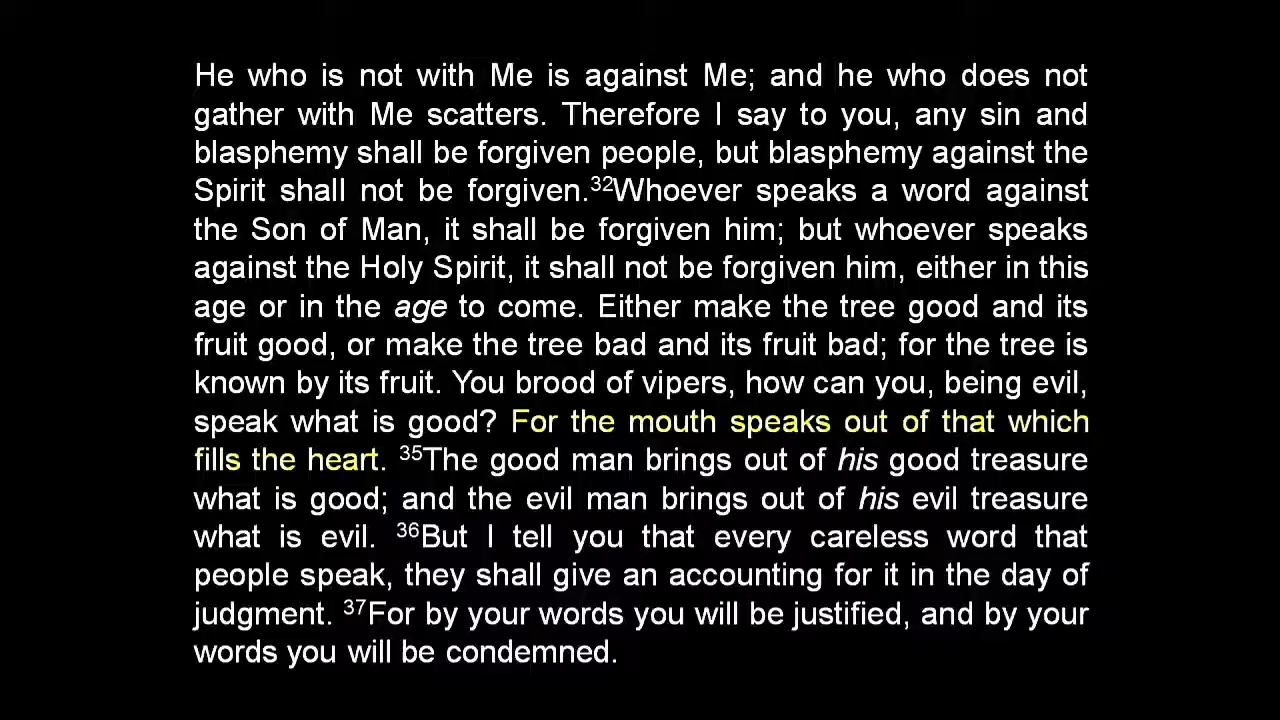 He who is not with Me is against Me; and he who does not
gather with Me scatters. Therefore I say to you, any sin and
blasphemy shall be forgiven people, but blasphemy against the
Spirit shall not be forgiven.³²Whoever speaks a word against
the Son of Man, it shall be forgiven him; but whoever speaks
against the Holy Spirit, it shall not be forgiven him, either in this
age or in the age to come. Either make the tree good and its
fruit good, or make the tree bad and its fruit bad; for the tree is
known by its fruit. You brood of vipers, how can you, being evil,
speak what is good? For the mouth speaks out of that which
fills the heart. ³⁵The good man brings out of his good treasure
what is good; and the evil man brings out of his evil treasure
what is evil. ³⁶But I tell you that every careless word that
people speak, they shall give an accounting for it in the day of
judgment. ³⁷For by your words you will be justified, and by your
words you will be condemned.